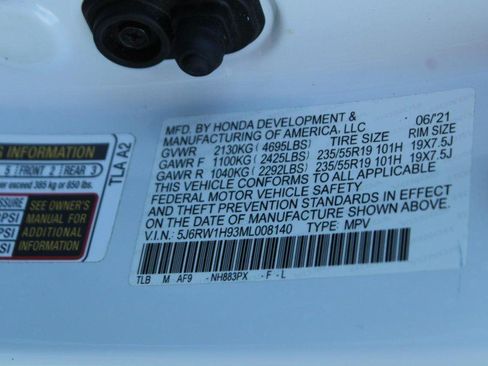 MFD. BY HONDA DEVELOPMENT & 06/21
MANUFACTURING OF AMERICA, LLC
GVWR 2130KG (4695LBS) TIRE SIZE RIM SIZE
GAWR F 1100KG (2425LBS) 235/55R19 101H 19X7.5J
GAWR R 1040KG (2292LBS) 235/55R19 101H 19X7.5J
THIS VEHICLE CONFORMS TO ALL APPLICABLE
FEDERAL MOTOR VEHICLE SAFETY
AND THEFT PREVENTION STANDARDS IN EFFECT
ON THE DATE OF MANUFACTURE SHOWN ABOVE.
V.I.N.: 5J6RW1H93ML008140 TYPE: MPV
TLB M AF9 - NH883PX - F - L
G INFORMATION
5 FRONT 2 REAR 3
exceed 385 kg or 850 lbs.
TLA A2
SSURE
PSI
PSI
SEE OWNER'S
MANUAL FOR
ADDITIONAL
INFORMATION